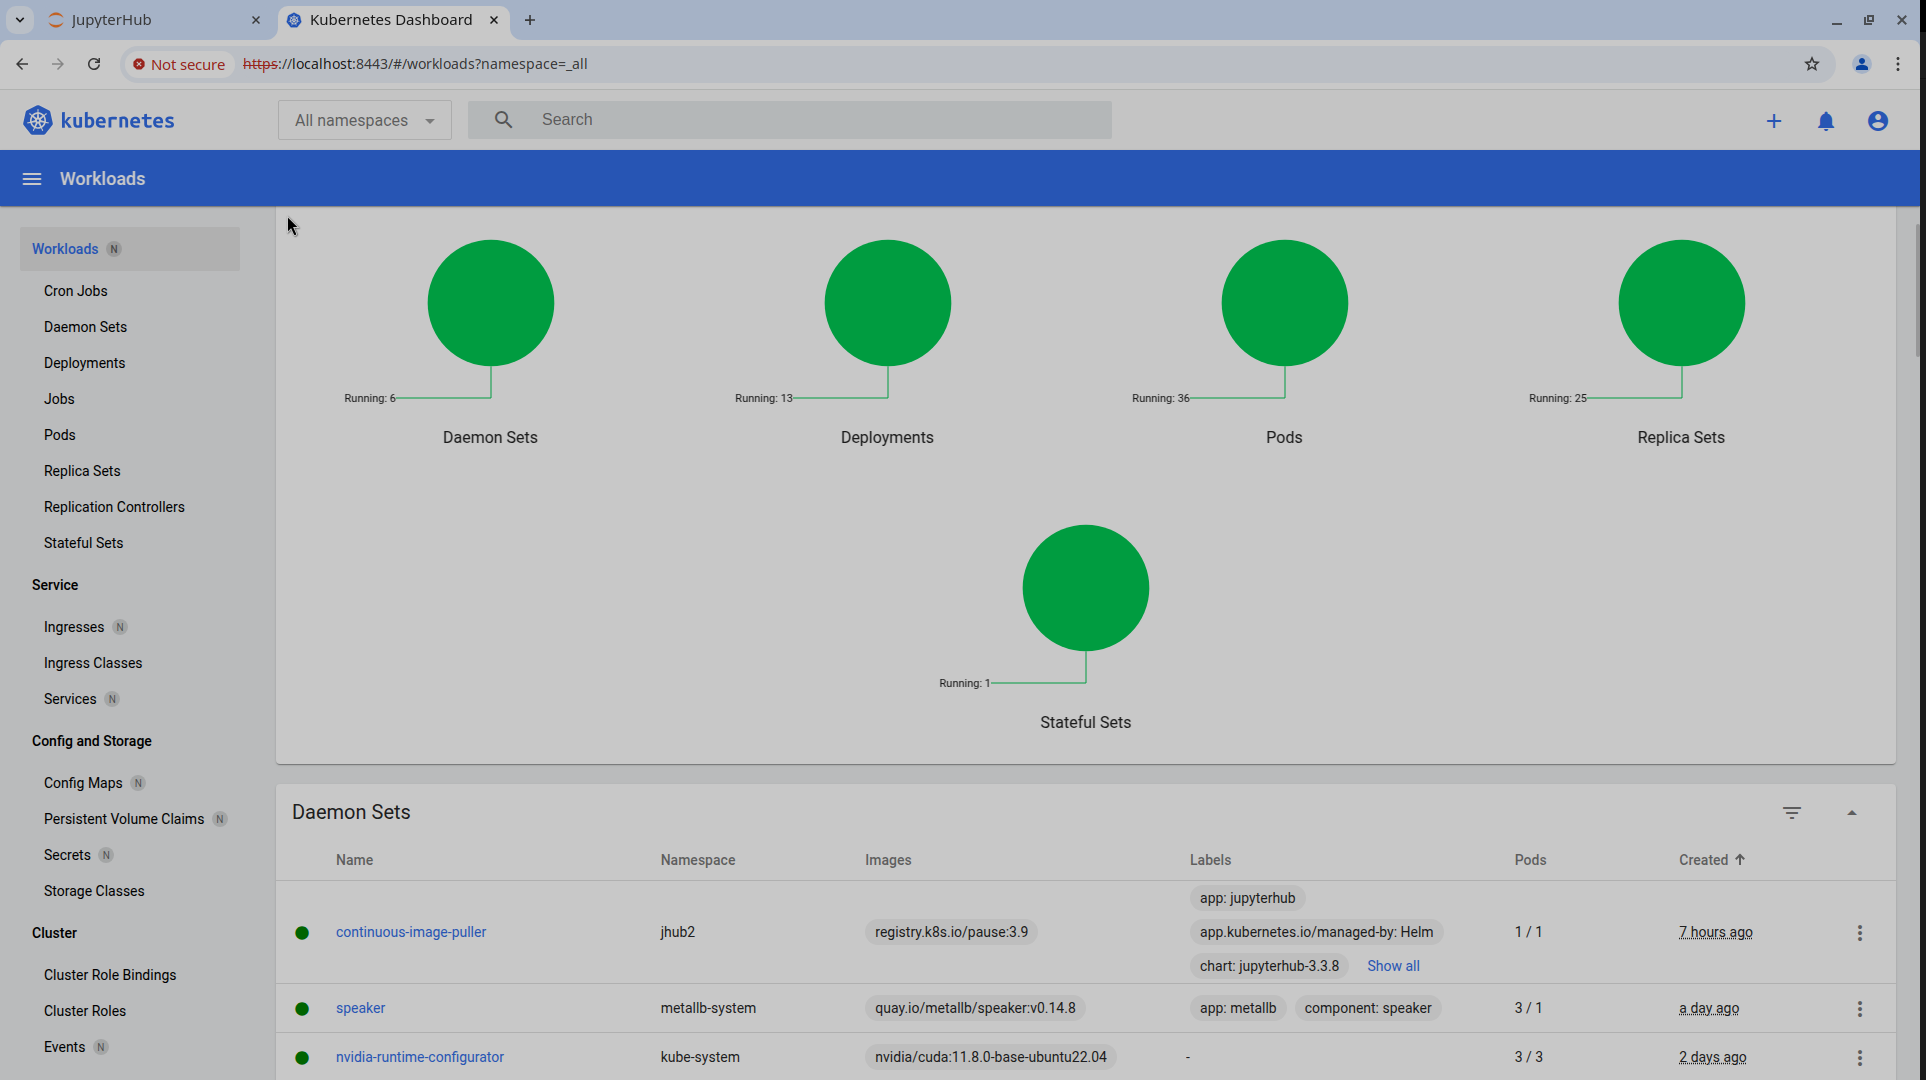 JupyterHub
Kubernetes Dashboard
Not secure
https://localhost:8443/#/workloads?namespace=_all
kubernetes
All namespaces
Search
Workloads
Workloads N
Cron Jobs
Daemon Sets
Deployments
Jobs
Pods
Replica Sets
Replication Controllers
Stateful Sets
Service
Ingresses N
Ingress Classes
Services N
Config and Storage
Config Maps N
Persistent Volume Claims N
Secrets N
Storage Classes
Cluster
Cluster Role Bindings
Cluster Roles
Events N
Running: 6
Daemon Sets
Running: 13
Deployments
Running: 36
Pods
Running: 25
Replica Sets
Running: 1
Stateful Sets
Daemon Sets
Name Namespace Images Labels Pods Created
app: jupyterhub
continuous-image-puller jhub2 registry.k8s.io/pause:3.9 app.kubernetes.io/managed-by: Helm 1 / 1 7 hours ago
chart: jupyterhub-3.3.8 Show all
speaker metallb-system quay.io/metallb/speaker:v0.14.8 app: metallb component: speaker 3 / 1 a day ago
nvidia-runtime-configurator kube-system nvidia/cuda:11.8.0-base-ubuntu22.04 - 3 / 3 2 days ago